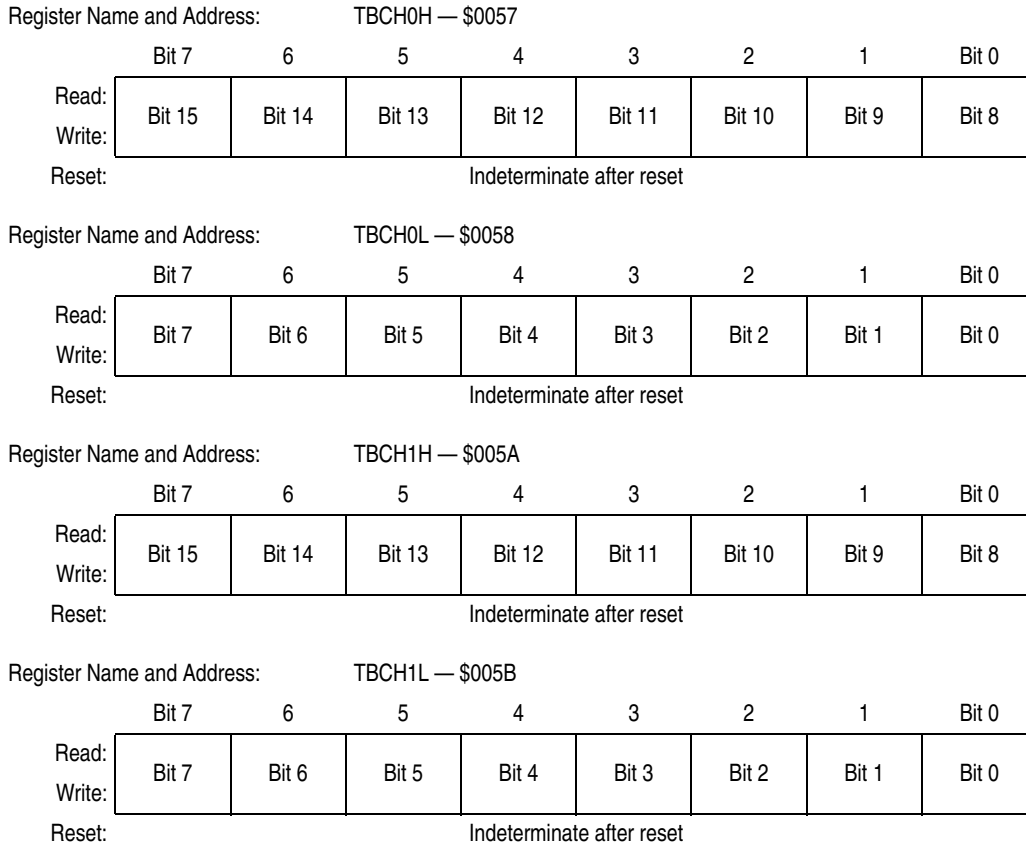 Register Name and Address: TBCH0H — $0057
Bit 7 6 5 4 3 2 1 Bit 0
Read:
Bit 15 Bit 14 Bit 13 Bit 12 Bit 11 Bit 10 Bit 9 Bit 8
Write:
Reset: Indeterminate after reset
Register Name and Address: TBCH0L — $0058
Bit 7 6 5 4 3 2 1 Bit 0
Read:
Bit 7 Bit 6 Bit 5 Bit 4 Bit 3 Bit 2 Bit 1 Bit 0
Write:
Reset: Indeterminate after reset
Register Name and Address: TBCH1H — $005A
Bit 7 6 5 4 3 2 1 Bit 0
Read:
Bit 15 Bit 14 Bit 13 Bit 12 Bit 11 Bit 10 Bit 9 Bit 8
Write:
Reset: Indeterminate after reset
Register Name and Address: TBCH1L — $005B
Bit 7 6 5 4 3 2 1 Bit 0
Read:
Bit 7 Bit 6 Bit 5 Bit 4 Bit 3 Bit 2 Bit 1 Bit 0
Write:
Reset: Indeterminate after reset